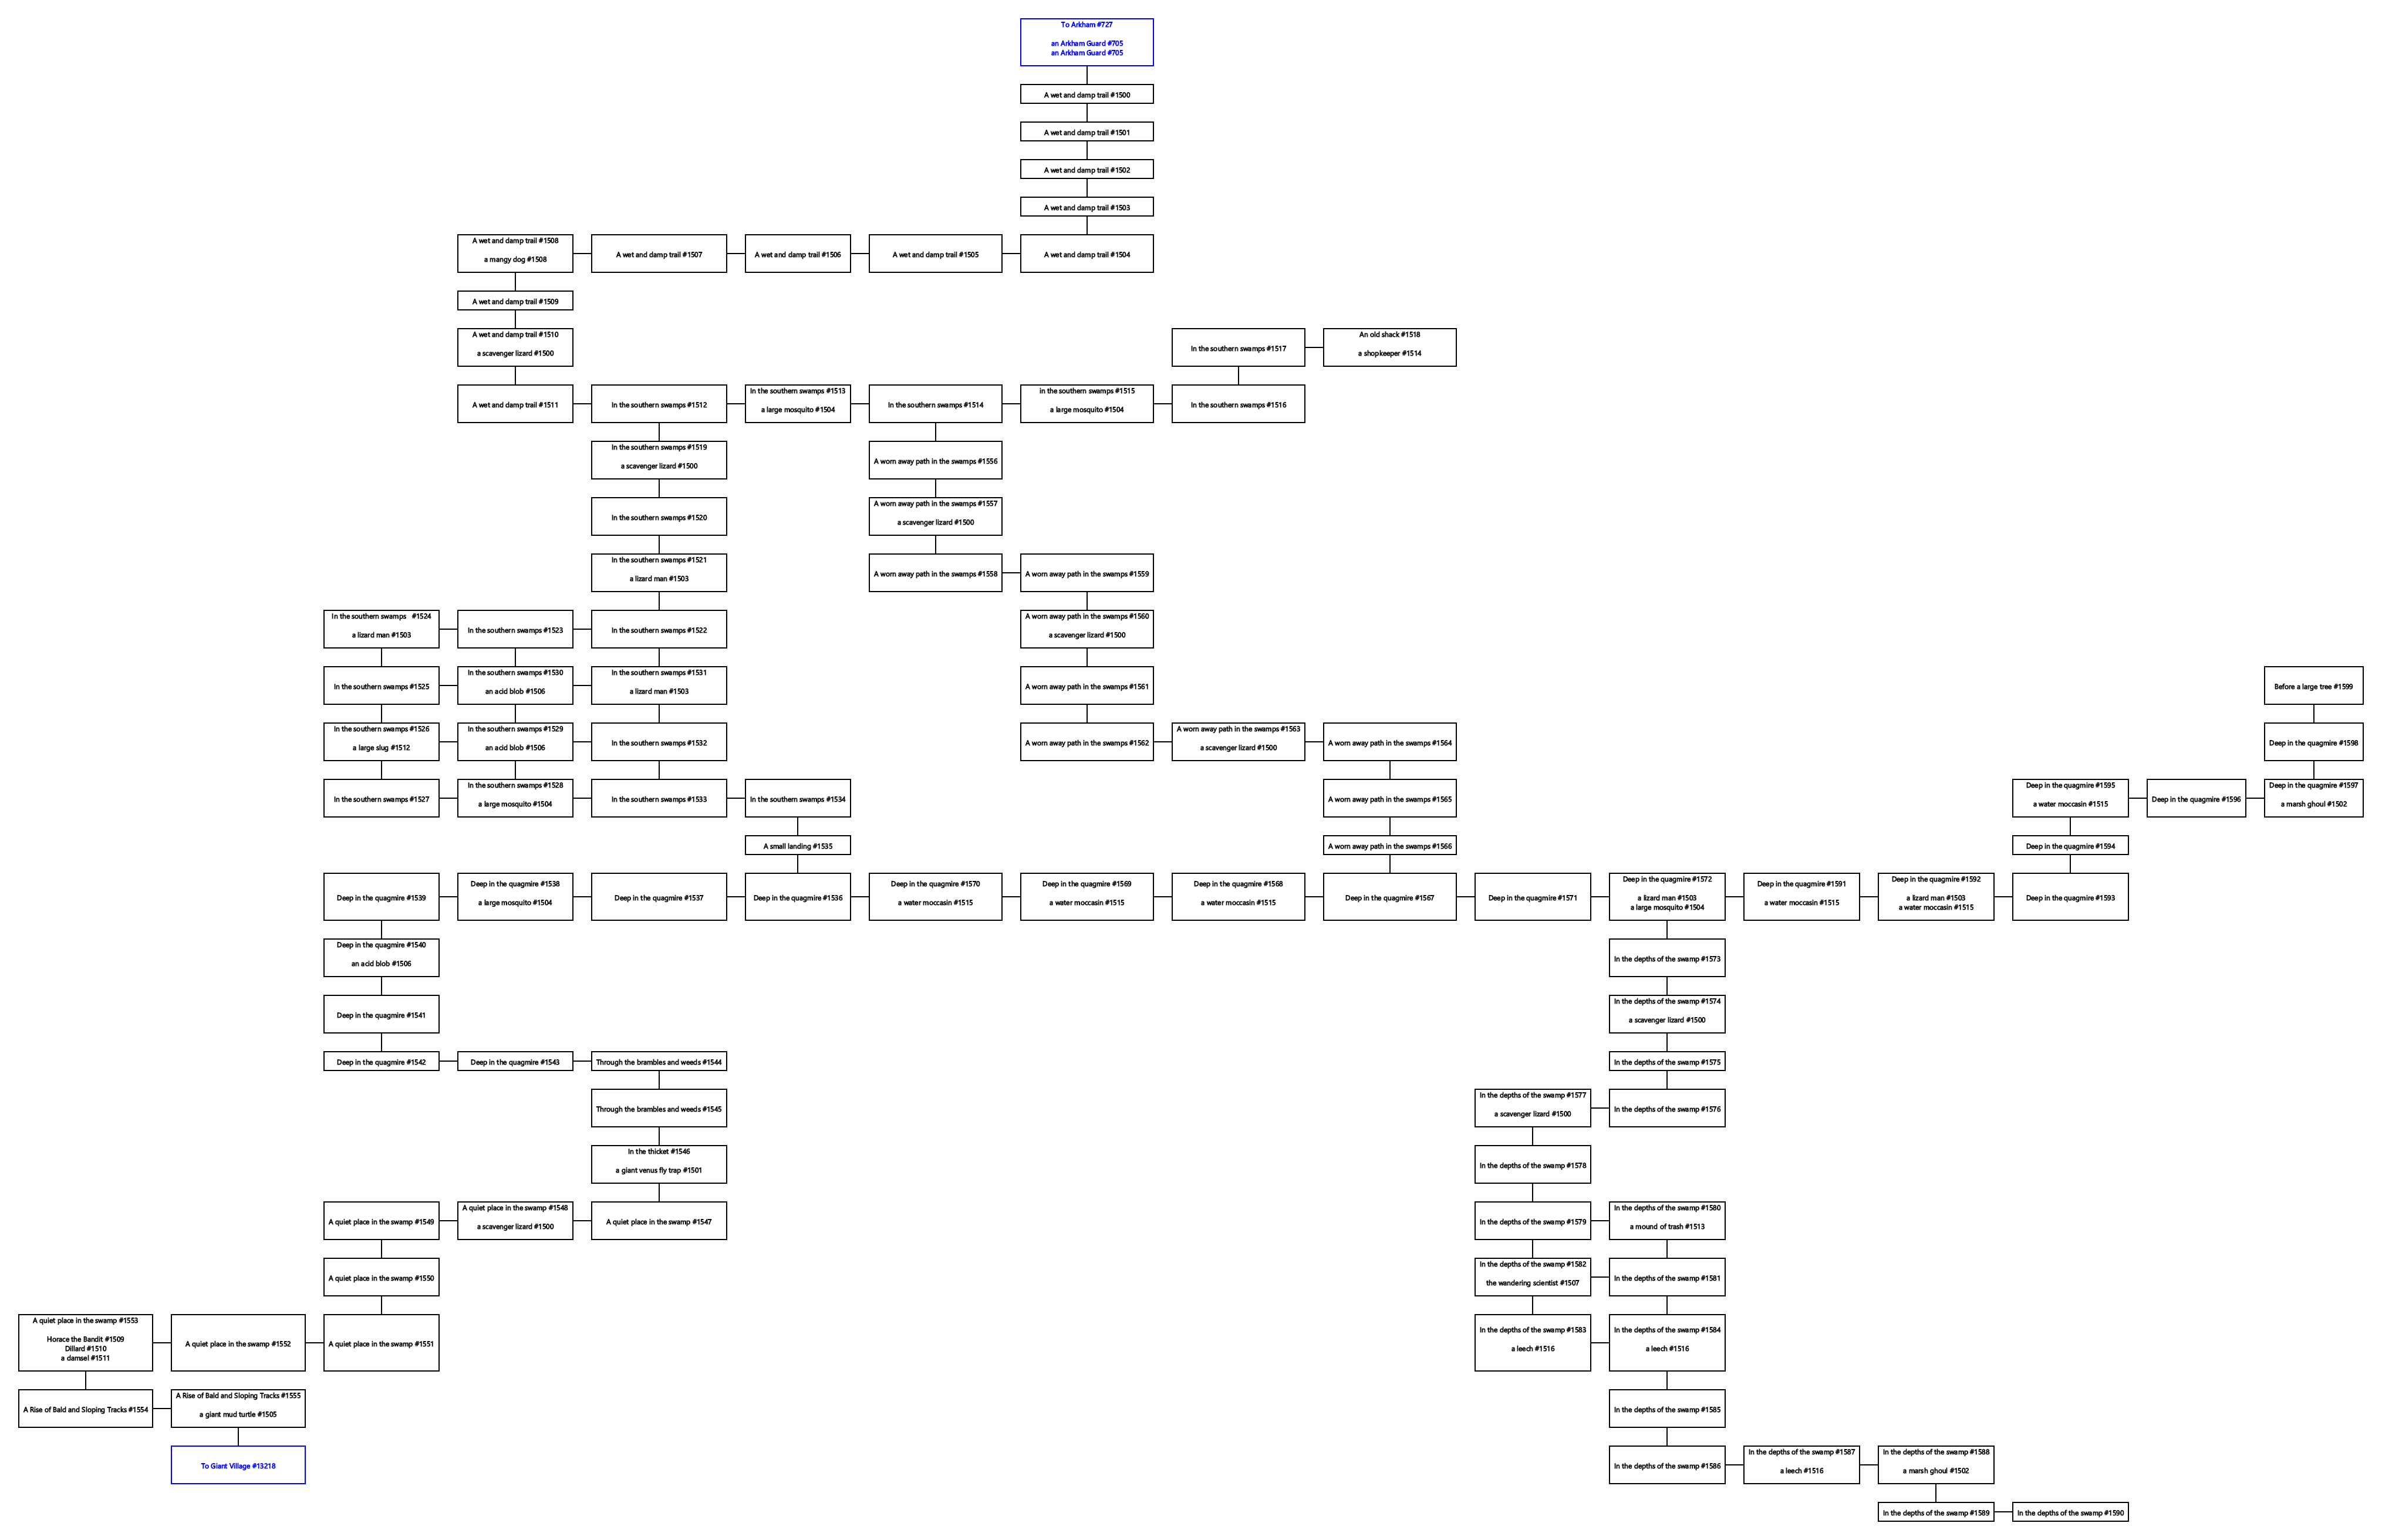 To Arkham #727
an Arkham Guard #705
an Arkham Guard #705
A wet and damp trail #1500
A wet and damp trail #1501
A wet and damp trail #1502
A wet and damp trail #1503
A wet and damp trail #1508
a mangy dog #1508
A wet and damp trail #1507
A wet and damp trail #1506
A wet and damp trail #1505
A wet and damp trail #1504
A wet and damp trail #1509
A wet and damp trail #1510
a scavenger lizard #1500
In the southern swamps #1517
An old shack #1518
a shopkeeper #1514
A wet and damp trail #1511
In the southern swamps #1512
In the southern swamps #1513
a large mosquito #1504
In the southern swamps #1514
in the southern swamps #1515
a large mosquito #1504
In the southern swamps #1516
In the southern swamps #1519
a scavenger lizard #1500
A worn away path in the swamps #1556
In the southern swamps #1520
A worn away path in the swamps #1557
a scavenger lizard #1500
In the southern swamps #1521
a lizard man #1503
A worn away path in the swamps #1558
A worn away path in the swamps #1559
In the southern swamps #1524
a lizard man #1503
In the southern swamps #1523
In the southern swamps #1522
A worn away path in the swamps #1560
a scavenger lizard #1500
In the southern swamps #1525
In the southern swamps #1530
an acid blob #1506
In the southern swamps #1531
a lizard man #1503
A worn away path in the swamps #1561
Before a large tree #1599
In the southern swamps #1526
a large slug #1512
In the southern swamps #1529
an acid blob #1506
In the southern swamps #1532
A worn away path in the swamps #1562
A worn away path in the swamps #1563
a scavenger lizard #1500
A worn away path in the swamps #1564
Deep in the quagmire #1598
In the southern swamps #1527
In the southern swamps #1528
a large mosquito #1504
In the southern swamps #1533
In the southern swamps #1534
A worn away path in the swamps #1565
Deep in the quagmire #1595
a water moccasin #1515
Deep in the quagmire #1596
Deep in the quagmire #1597
a marsh ghoul #1502
A small landing #1535
A worn away path in the swamps #1566
Deep in the quagmire #1594
Deep in the quagmire #1539
Deep in the quagmire #1538
a large mosquito #1504
Deep in the quagmire #1537
Deep in the quagmire #1536
Deep in the quagmire #1570
a water moccasin #1515
Deep in the quagmire #1569
a water moccasin #1515
Deep in the quagmire #1568
a water moccasin #1515
Deep in the quagmire #1567
Deep in the quagmire #1571
Deep in the quagmire #1572
a lizard man #1503
a large mosquito #1504
Deep in the quagmire #1591
a water moccasin #1515
Deep in the quagmire #1592
a lizard man #1503
a water moccasin #1515
Deep in the quagmire #1593
Deep in the quagmire #1540
an acid blob #1506
In the depths of the swamp #1573
Deep in the quagmire #1541
In the depths of the swamp #1574
a scavenger lizard #1500
Deep in the quagmire #1542
Deep in the quagmire #1543
Through the brambles and weeds #1544
In the depths of the swamp #1575
Through the brambles and weeds #1545
In the depths of the swamp #1577
a scavenger lizard #1500
In the depths of the swamp #1576
In the thicket #1546
a giant venus fly trap #1501
In the depths of the swamp #1578
A quiet place in the swamp #1549
A quiet place in the swamp #1548
a scavenger lizard #1500
A quiet place in the swamp #1547
In the depths of the swamp #1579
In the depths of the swamp #1580
a mound of trash #1513
A quiet place in the swamp #1550
In the depths of the swamp #1582
the wandering scientist #1507
In the depths of the swamp #1581
A quiet place in the swamp #1553
Horace the Bandit #1509
Dillard #1510
a damsel #1511
A quiet place in the swamp #1552
A quiet place in the swamp #1551
In the depths of the swamp #1583
a leech #1516
In the depths of the swamp #1584
a leech #1516
A Rise of Bald and Sloping Tracks #1554
A Rise of Bald and Sloping Tracks #1555
a giant mud turtle #1505
In the depths of the swamp #1585
To Giant Village #13218
In the depths of the swamp #1586
In the depths of the swamp #1587
a leech #1516
In the depths of the swamp #1588
a marsh ghoul #1502
In the depths of the swamp #1589
In the depths of the swamp #1590